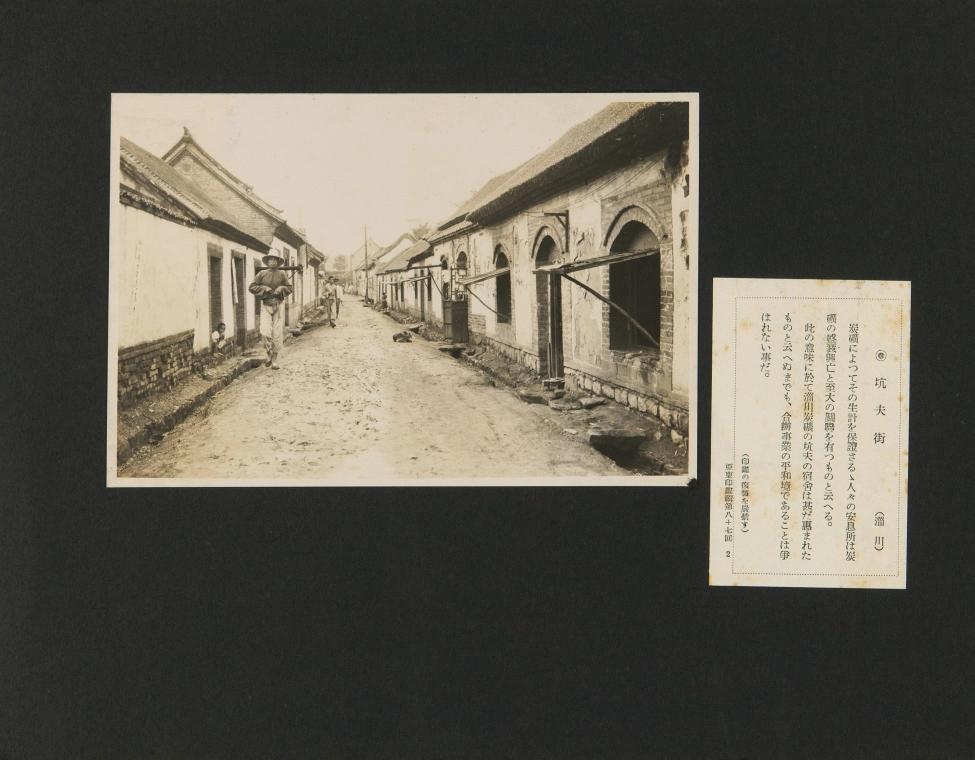 坑夫街 (淄川)
炭礦によつてその生計を保證さるゝ人々の安息所は炭
礦の終義興亡と至大の關聯を有つものと云へる。
此の意味に於て淄川炭礦の坑夫の宿舍は甚だ惠まれた
ものと云へぬまでも、合辦事業の平和境であることは爭
はれない事だ。
(印畫の復製を嚴禁す)
亞東印畫輯第八十七回 2